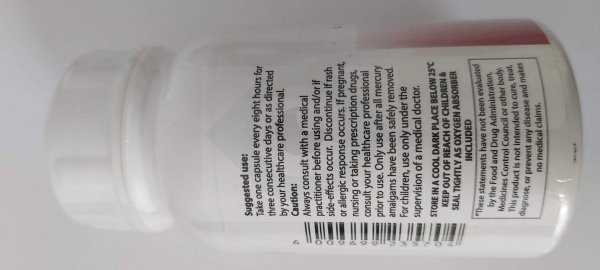 Suggested use:
Take one capsule every eight hours for
three consecutive days or as directed
by your healthcare professional.
Caution:
Always consult with a medical
practitioner before using and/or if
side-effects occur. Discontinue if rash
or allergic response occurs. If pregnant,
nursing or taking prescription drugs,
consult your healthcare professional
prior to use. Only use after all mercury
amalgams have been safely removed.
For children, use only under the
supervision of a medical doctor.
STORE IN A COOL DARK PLACE BELOW 25°C
KEEP OUT OF REACH OF CHILDREN &
SEAL TIGHTLY AS OXYGEN ABSORBER
INCLUDED
*These statements have not been evaluated
by the Food and Drug Adminstration,
Medicines Control Council or other body.
This product is not intended to cure, treat,
diagnose, or prevent any disease and makes
no medical claims.